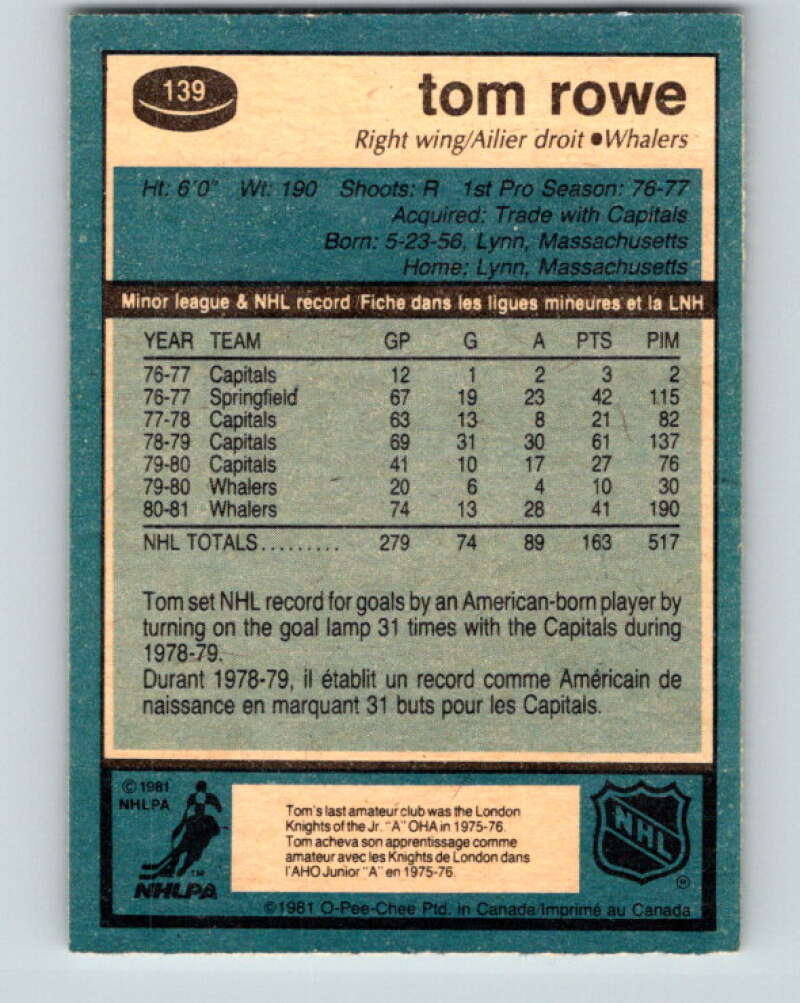 139
tom rowe
Right wing/Ailier droit ●Whalers
Ht: 6'0" Wt: 190 Shoots: R 1st Pro Season: 76-77
Acquired: Trade with Capitals
Born: 5-23-56, Lynn, Massachusetts
Home: Lynn, Massachusetts
Minor league & NHL record/Fiche dans les ligues mineures et la LNH
YEAR TEAM GP G A PTS PIM
76-77 Capitals 12 1 2 3 2
76-77 Springfield 67 19 23 42 115
77-78 Capitals 63 13 8 21 82
78-79 Capitals 69 31 30 61 137
79-80 Capitals 41 10 17 27 76
79-80 Whalers 20 6 4 10 30
80-81 Whalers 74 13 28 41 190
NHL TOTALS......... 279 74 89 163 517
Tom set NHL record for goals by an American-born player by
turning on the goal lamp 31 times with the Capitals during
1978-79.
Durant 1978-79, il établit un record comme Américain de
naissance en marquant 31 buts pour les Capitals.
© 1981
NHLPA
TM
NHLPA
Tom's last amateur club was the London
Knights of the Jr. "A" OHA in 1975-76.
Tom acheva son apprentissage comme
amateur avec les Knights de London dans
l'AHO Junior "A" en 1975-76.
NHL
®
©1981 O-Pee-Chee Ptd. in Canada/Imprimé au Canada